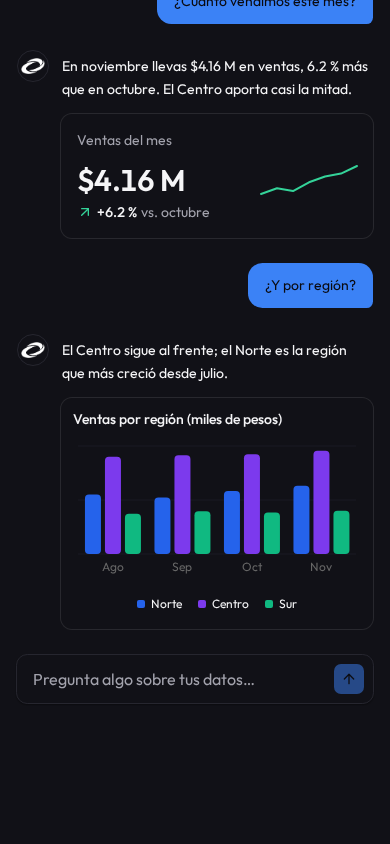 ¿Cuánto vendimos este mes?
En noviembre llevas $4.16 M en ventas, 6.2 % más
que en octubre. El Centro aporta casi la mitad.
Ventas del mes
$4.16 M
+6.2 % vs. octubre
¿Y por región?
El Centro sigue al frente; el Norte es la región
que más creció desde julio.
Ventas por región (miles de pesos)
Ago Sep Oct Nov
Norte Centro Sur
Pregunta algo sobre tus datos...